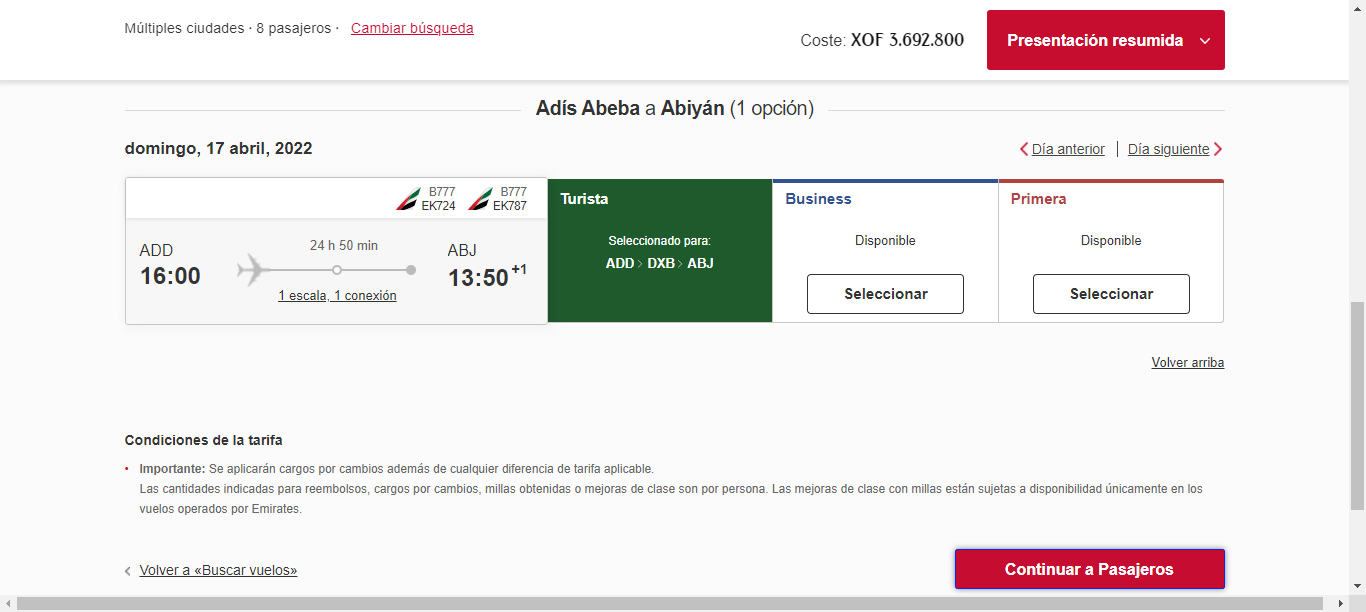 Múltiples ciudades · 8 pasajeros · Cambiar búsqueda
Coste: XOF 3.692.800
Presentación resumida
Adís Abeba a Abiyán (1 opción)
domingo, 17 abril, 2022
Día anterior | Día siguiente
B777 B777
EK724 EK787
ADD
16:00
24 h 50 min
1 escala, 1 conexión
ABJ
13:50 +1
Turista
Seleccionado para:
ADD > DXB > ABJ
Business
Disponible
Seleccionar
Primera
Disponible
Seleccionar
Volver arriba
Condiciones de la tarifa
• Importante: Se aplicarán cargos por cambios además de cualquier diferencia de tarifa aplicable.
Las cantidades indicadas para reembolsos, cargos por cambios, millas obtenidas o mejoras de clase son por persona. Las mejoras de clase con millas están sujetas a disponibilidad únicamente en los
vuelos operados por Emirates.
Volver a «Buscar vuelos»
Continuar a Pasajeros